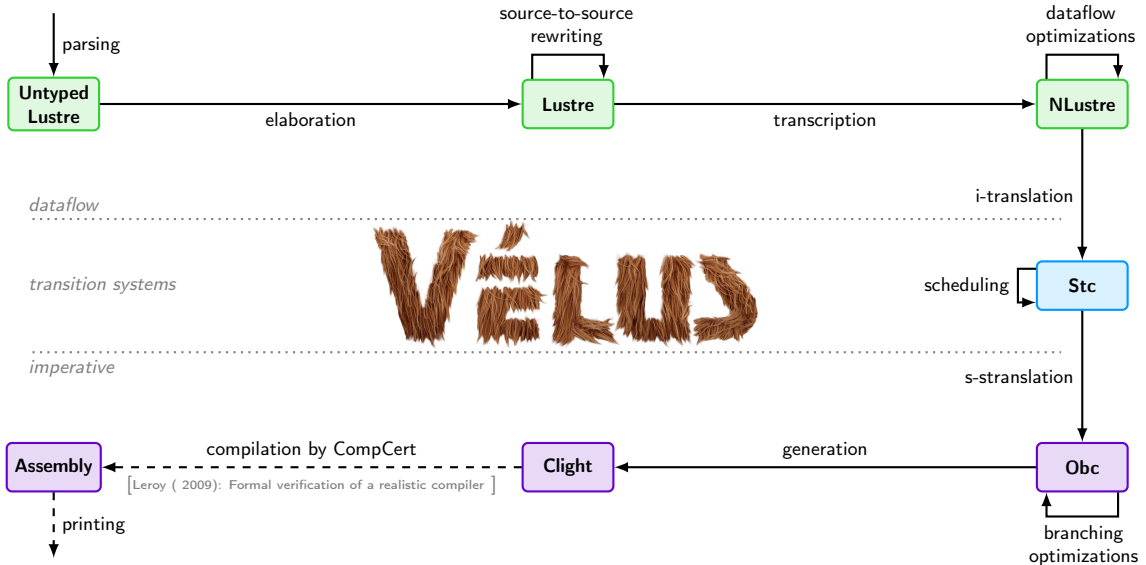 source-to-source
rewriting
dataflow
optimizations
parsing
Untyped
Lustre
Lustre
NLustre
elaboration
transcription
i-translation
dataflow
VÉLUS
transition systems
scheduling
Stc
imperative
s-stranslation
compilation by CompCert
generation
Assembly
Clight
Obc
[Leroy ( 2009): Formal verification of a realistic compiler ]
printing
branching
optimizations